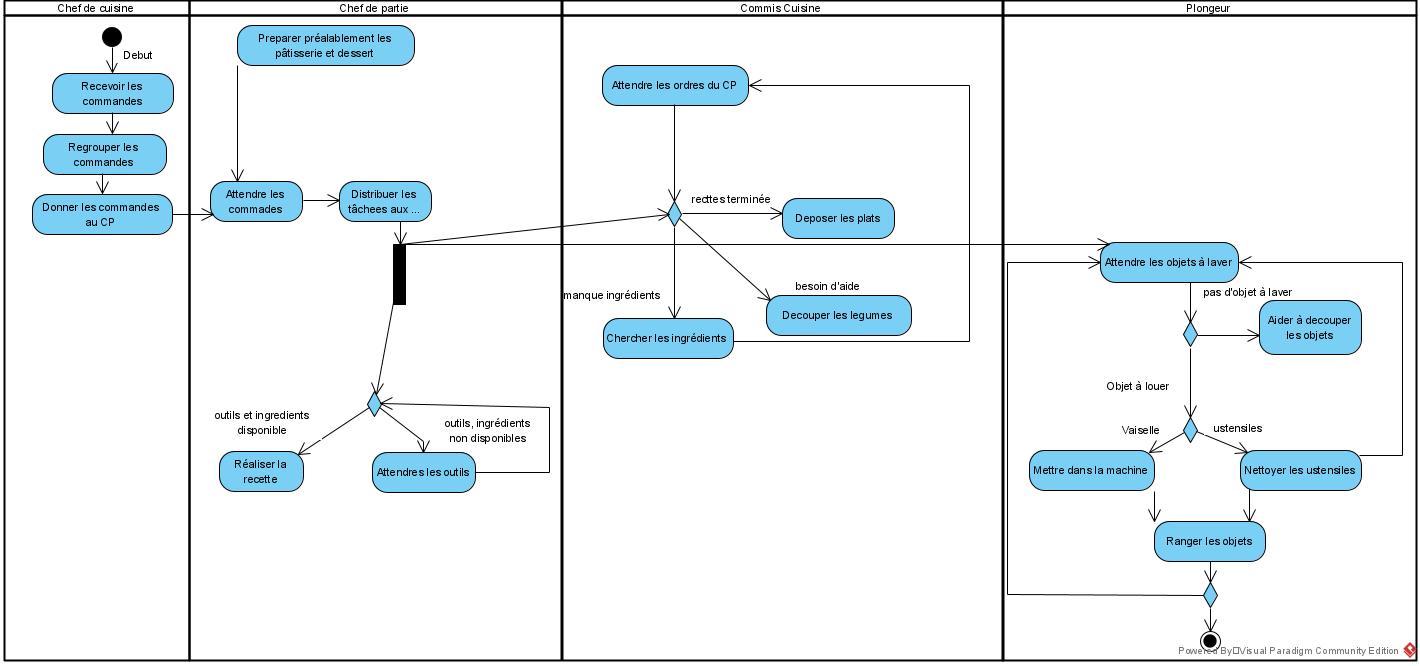 Chef de cuisine
Chef de partie
Commis Cuisine
Plongeur
Debut
Recevoir les
commandes
Regrouper les
commandes
Donner les commandes
au CP
Preparer préalablement les
pâtisserie et dessert
Attendre les
commades
Distribuer les
tâchees aux ...
outils et ingredients
disponible
outils, ingrédients
non disponibles
Réaliser la
recette
Attendres les outils
Attendre les ordres du CP
recttes terminée
Deposer les plats
manque ingrédients
besoin d'aide
Decouper les legumes
Chercher les ingrédients
Attendre les objets à laver
pas d'objet à laver
Aider à decouper
les objets
Objet à louer
Vaiselle
ustensiles
Mettre dans la machine
Nettoyer les ustensiles
Ranger les objets
Powered By Visual Paradigm Community Edition